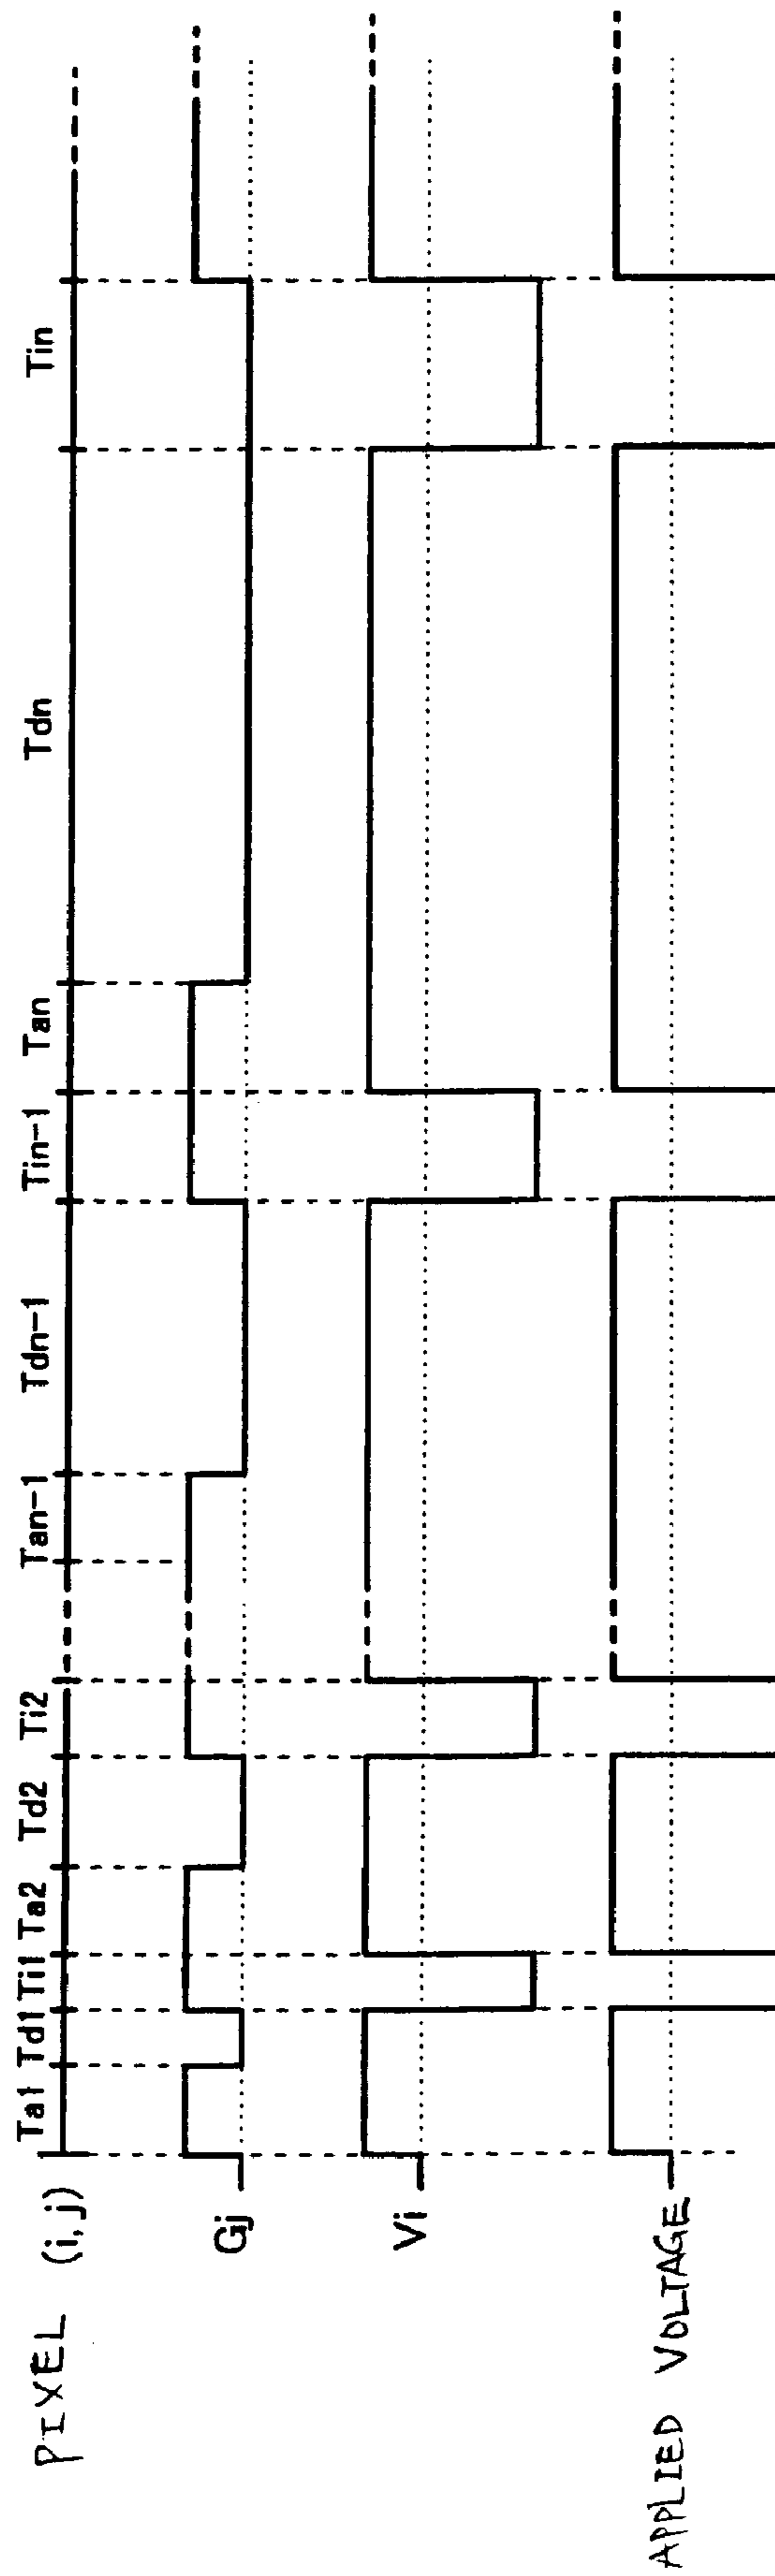 PIXEL (i, j)
Ta1 Td1 Ti1 Ta2 Td2 Ti2 Tan-1 Tdn-1 Tin-1 Tan Tdn Tin
Gj
Vi
APPLIED VOLTAGE